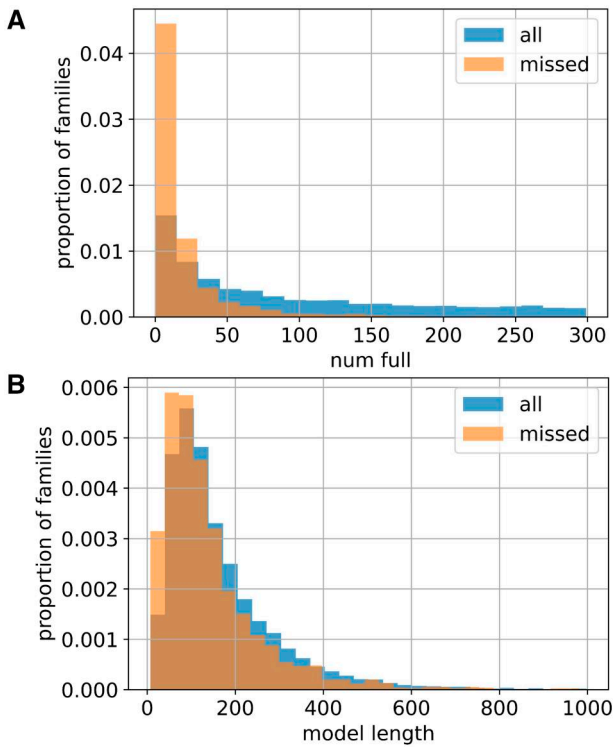 A
proportion of families
0.04
0.03
0.02
0.01
0.00
all
missed
0 50 100 150 200 250 300
num full
B
proportion of families
0.006
0.005
0.004
0.003
0.002
0.001
0.000
all
missed
0 200 400 600 800 1000
model length